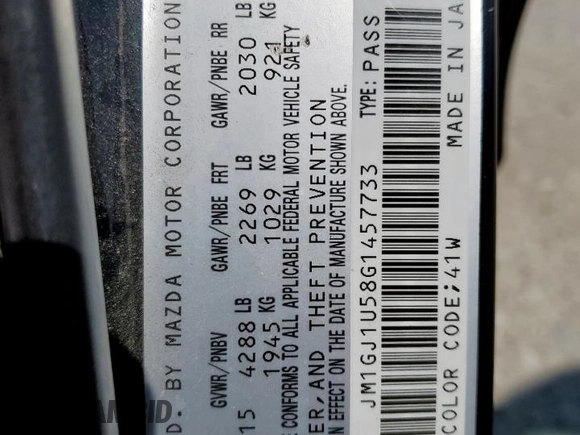 D. BY MAZDA MOTOR CORPORATION
GVWR/PNBV GAWR/PNBE FRT GAWR/PNBE RR
15 4288 LB 2269 LB 2030 LB
1945 KG 1029 KG 921 KG
CONFORMS TO ALL APPLICABLE FEDERAL MOTOR VEHICLE SAFETY
ER, AND THEFT PREVENTION
N EFFECT ON THE DATE OF MANUFACTURE SHOWN ABOVE.
JM1GJ1U58G1457733 TYPE: PASS
COLOR CODE;41W MADE IN JA